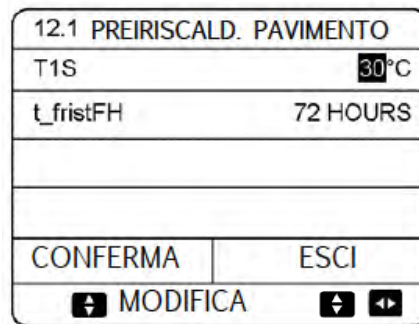 12.1 PREIRISCALD. PAVIMENTO
T1S 30°C
t_fristFH 72 HOURS
CONFERMA ESCI
MODIFICA